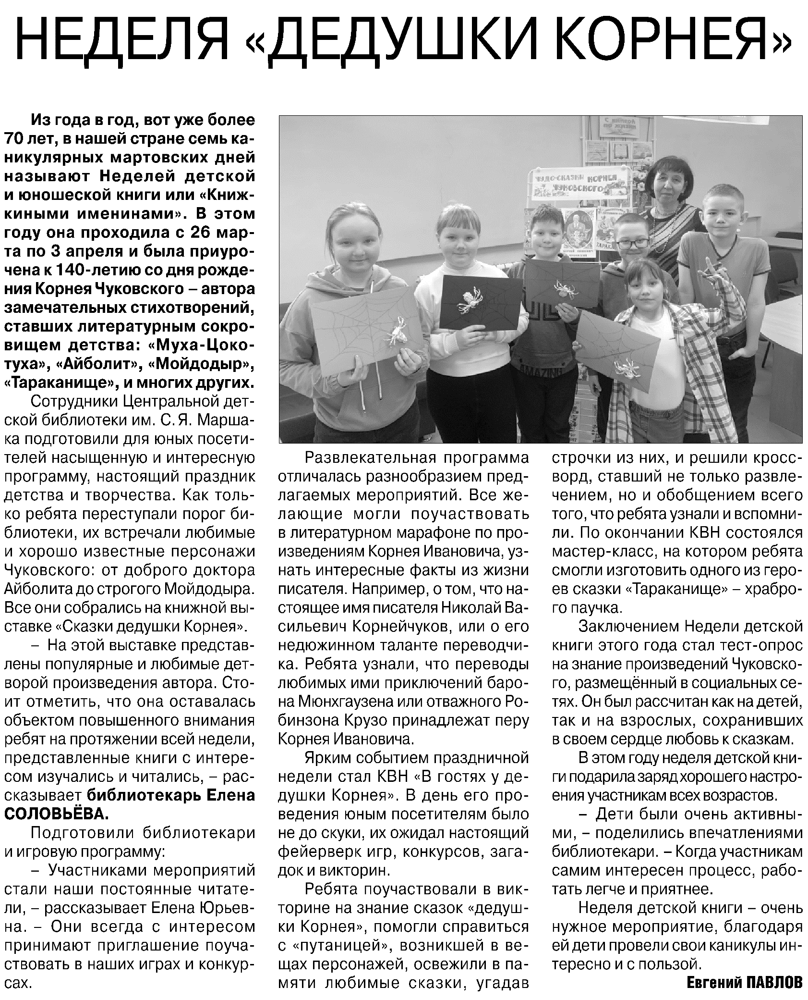 НЕДЕЛЯ «ДЕДУШКИ КОРНЕЯ»
Из года в год, вот уже более
70 лет, в нашей стране семь ка-
никулярных мартовских дней
называют Неделей детской
и юношеской книги или «Книж-
киными именинами». В этом
году она проходила с 26 мар-
та по 3 апреля и была приуро-
чена к 140-летию со дня рожде-
ния Корнея Чуковского – автора
замечательных стихотворений,
ставших литературным сокро-
вищем детства: «Муха-Цоко-
туха», «Айболит», «Мойдодыр»,
«Тараканище», и многих других.
Сотрудники Центральной дет-
ской библиотеки им. С. Я. Марша-
ка подготовили для юных посети-
телей насыщенную и интересную
программу, настоящий праздник
детства и творчества. Как толь-
ко ребята переступали порог би-
блиотеки, их встречали любимые
и хорошо известные персонажи
Чуковского: от доброго доктора
Айболита до строгого Мойдодыра.
Все они собрались на книжной вы-
ставке «Сказки дедушки Корнея».
– На этой выставке представ-
лены популярные и любимые дет-
ворой произведения автора. Сто-
ит отметить, что она оставалась
объектом повышенного внимания
ребят на протяжении всей недели,
представленные книги с интере-
сом изучались и читались, – рас-
сказывает библиотекарь Елена
СОЛОВЬЁВА.
Подготовили библиотекари
и игровую программу:
– Участниками мероприятий
стали наши постоянные читате-
ли, – рассказывает Елена Юрьев-
на. – Они всегда с интересом
принимают приглашение поуча-
ствовать в наших играх и конкур-
сах.
ЧУДО-СКАЗКИ КОРНЕЯ
ЧУКОВСКОГО
AMAZING
Развлекательная программа
отличалась разнообразием пред-
лагаемых мероприятий. Все же-
лающие могли поучаствовать
в литературном марафоне по про-
изведениям Корнея Ивановича, уз-
нать интересные факты из жизни
писателя. Например, о том, что на-
стоящее имя писателя Николай Ва-
сильевич Корнейчуков, или о его
недюжинном таланте переводчи-
ка. Ребята узнали, что переводы
любимых ими приключений баро-
на Мюнхгаузена или отважного Ро-
бинзона Крузо принадлежат перу
Корнея Ивановича.
Ярким событием праздничной
недели стал КВН «В гостях у де-
душки Корнея». В день его про-
ведения юным посетителям было
не до скуки, их ожидал настоящий
фейерверк игр, конкурсов, зага-
док и викторин.
Ребята поучаствовали в вик-
торине на знание сказок «дедуш-
ки Корнея», помогли справиться
с «путаницей», возникшей в ве-
щах персонажей, освежили в па-
мяти любимые сказки, угадав
строчки из них, и решили кросс-
ворд, ставший не только развле-
чением, но и обобщением всего
того, что ребята узнали и вспомни-
ли. По окончании КВН состоялся
мастер-класс, на котором ребята
смогли изготовить одного из геро-
ев сказки «Тараканище» – храбро-
го паучка.
Заключением Недели детской
книги этого года стал тест-опрос
на знание произведений Чуковско-
го, размещённый в социальных се-
тях. Он был рассчитан как на детей,
так и на взрослых, сохранивших
в своем сердце любовь к сказкам.
В этом году неделя детской кни-
ги подарила заряд хорошего настро-
ения участникам всех возрастов.
– Дети были очень активны-
ми, – поделились впечатлениями
библиотекари. – Когда участникам
самим интересен процесс, рабо-
тать легче и приятнее.
Неделя детской книги – очень
нужное мероприятие, благодаря
ей дети провели свои каникулы ин-
тересно и с пользой.
Евгений ПАВЛОВ